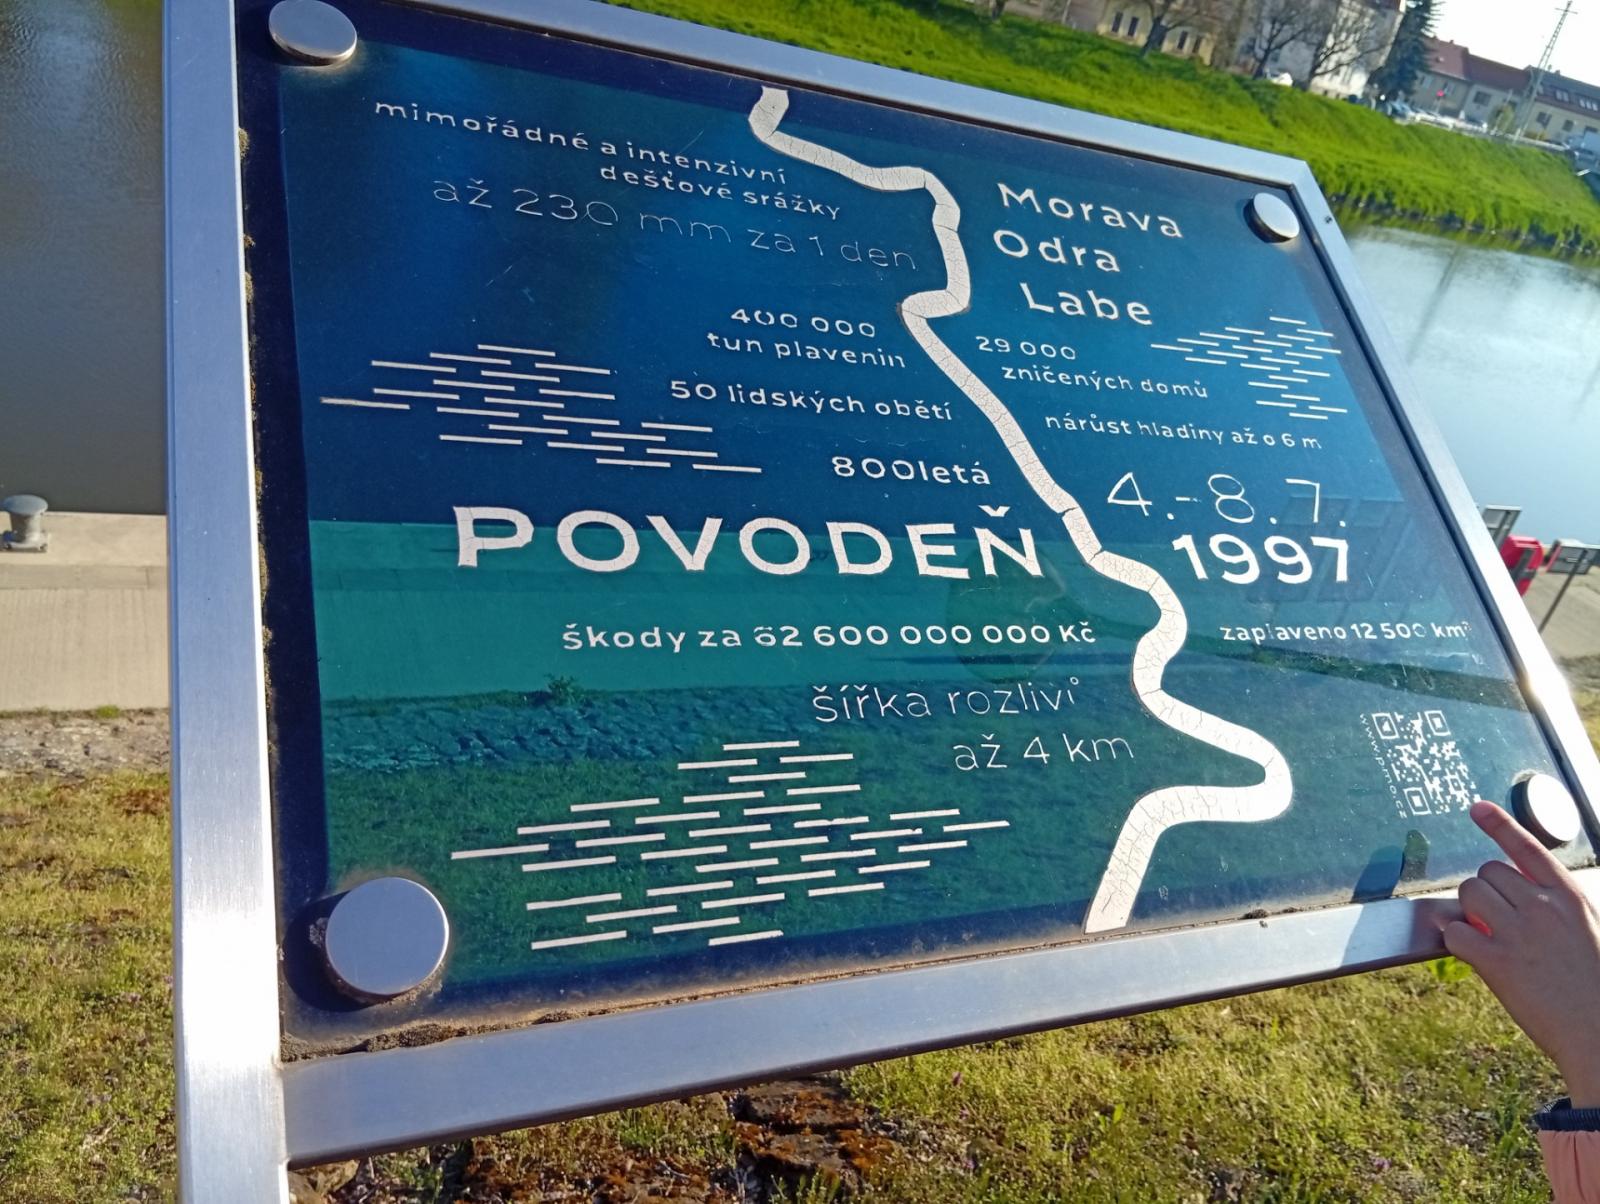 mimořádné a intenzivní
dešťové srážky
až 230 mm za 1 den
Morava
Odra
Labe
400 000
tun plavenin
29 000
zničených domů
50 lidských obětí
nárůst hladiny až o 6 m
800letá
POVODEŇ
4.-8.7.
1997
škody za 62 600 000 000 Kč
zaplaveno 12 500 km²
šířka rozlivů
až 4 km